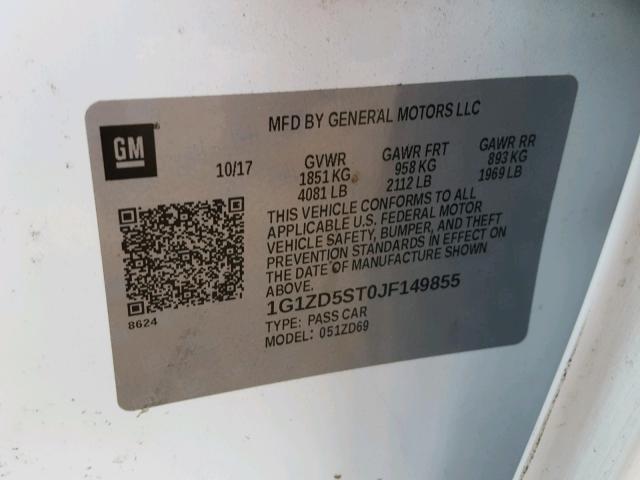 MFD BY GENERAL MOTORS LLC
GM
10/17 GVWR GAWR FRT GAWR RR
1851 KG 958 KG 893 KG
4081 LB 2112 LB 1969 LB
THIS VEHICLE CONFORMS TO ALL
APPLICABLE U.S. FEDERAL MOTOR
VEHICLE SAFETY, BUMPER, AND THEFT
PREVENTION STANDARDS IN EFFECT ON
THE DATE OF MANUFACTURE SHOWN
ABOVE.
1G1ZD5ST0JF149855
TYPE: PASS CAR
MODEL: 051ZD69
8624